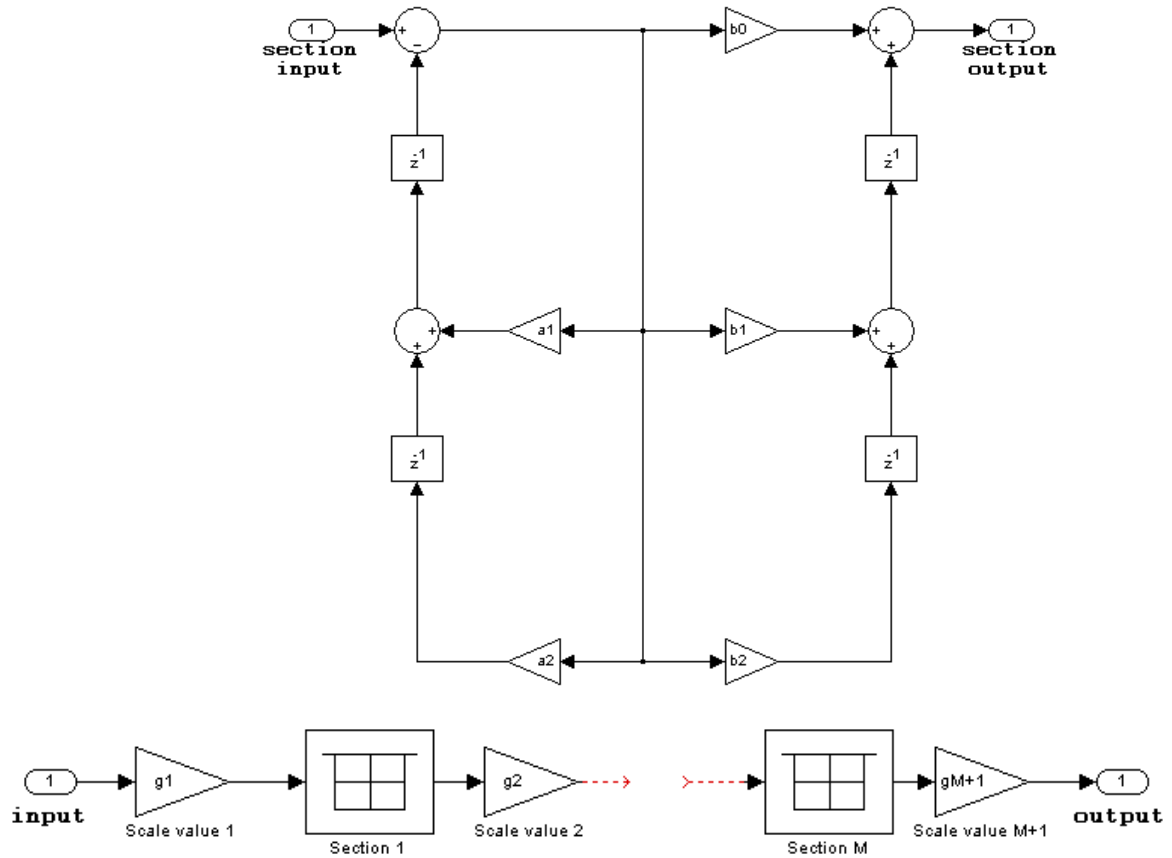 1
section
input
+
−
b0
+
+
1
section
output
z-1
z-1
+
+
a1
b1
+
+
z-1
z-1
a2
b2
1
input
g1
Scale value 1
Section 1
g2
Scale value 2
Section M
gM+1
Scale value M+1
1
output